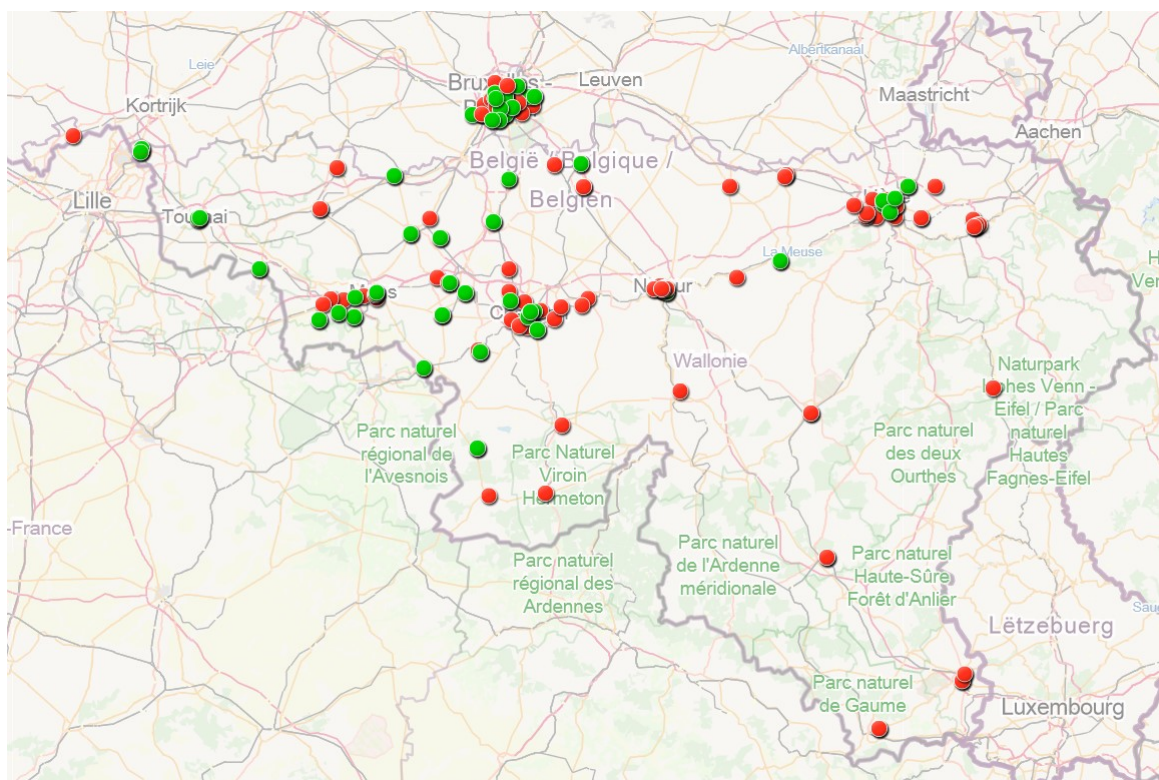 Leie
Kortrijk
Lille
Bruxelles -
Leuven
Albertkanaal
Maastricht
Aachen
België / Belgique /
Belgien
La Meuse
Wallonie
Parc naturel
régional de
l'Avesnois
Parc Naturel
Viroin
Hermeton
Parc naturel
des deux
Ourthes
Naturpark
Hohes Venn -
Eifel / Parc
naturel
Hautes
Fagnes-Eifel
-France
Parc naturel
régional des
Ardennes
Parc naturel
de l'Ardenne
méridionale
Parc naturel
Haute-Sûre
Forêt d'Anlier
Lëtzebuerg
Parc naturel
de Gaume
Luxembourg